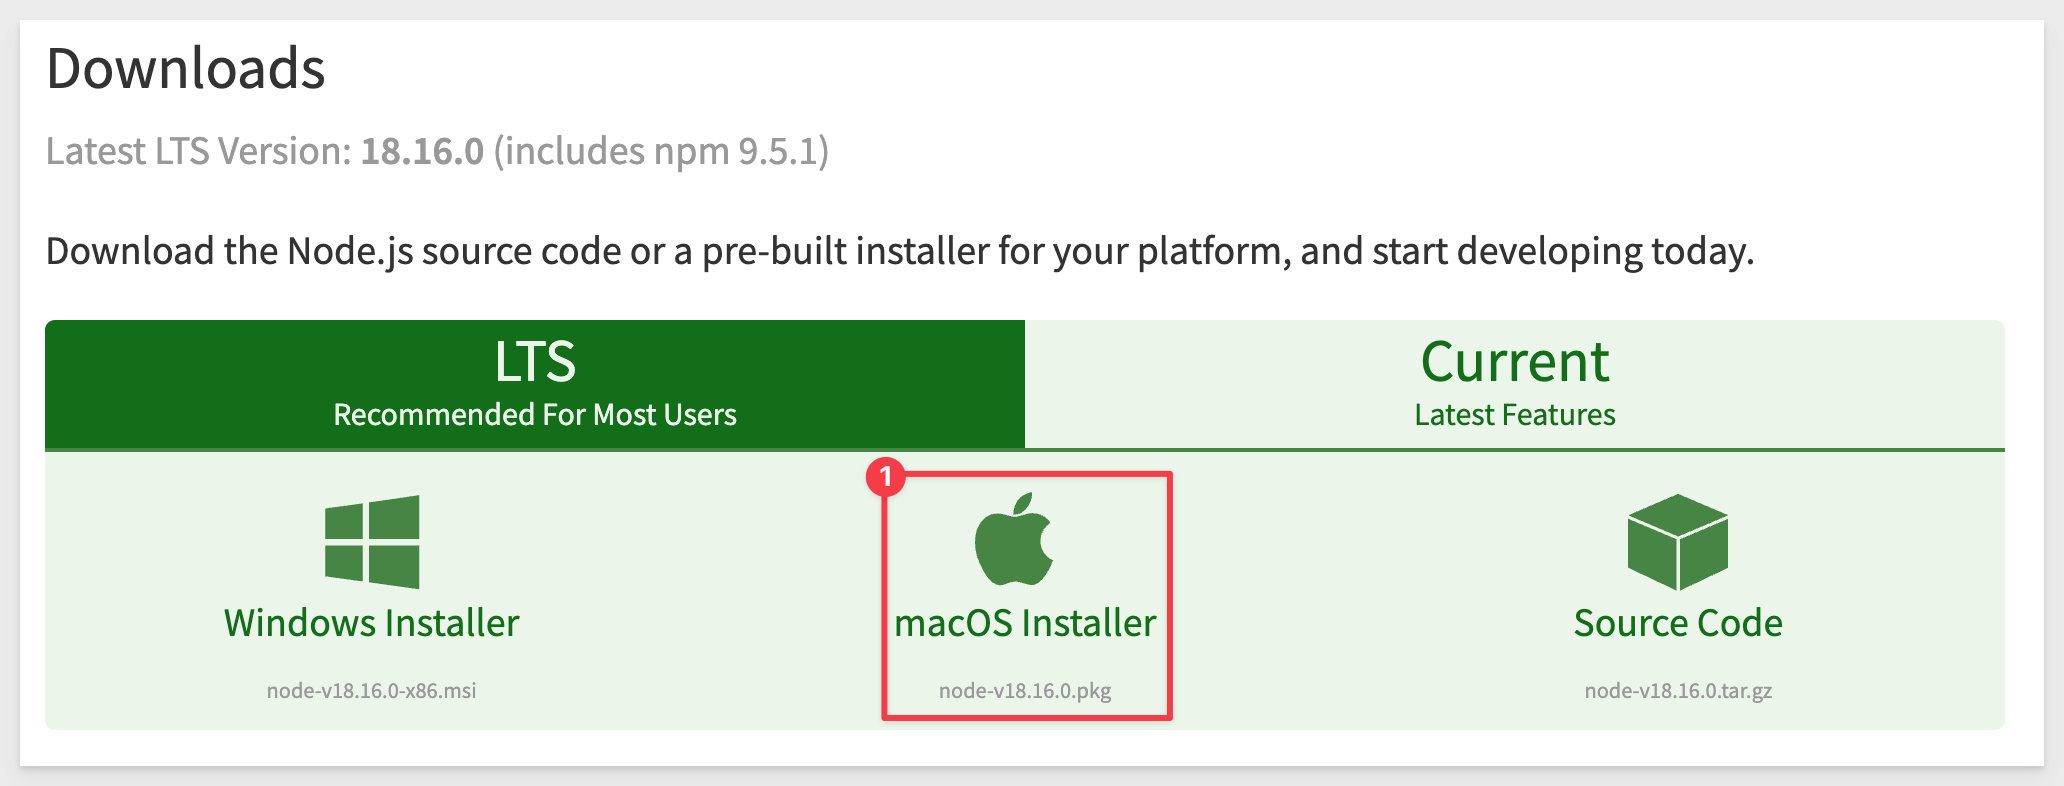 Downloads
Latest LTS Version: 18.16.0 (includes npm 9.5.1)
Download the Node.js source code or a pre-built installer for your platform, and start developing today.
LTS
Recommended For Most Users
Current
Latest Features
1
Windows Installer
node-v18.16.0-x86.msi
macOS Installer
node-v18.16.0.pkg
Source Code
node-v18.16.0.tar.gz